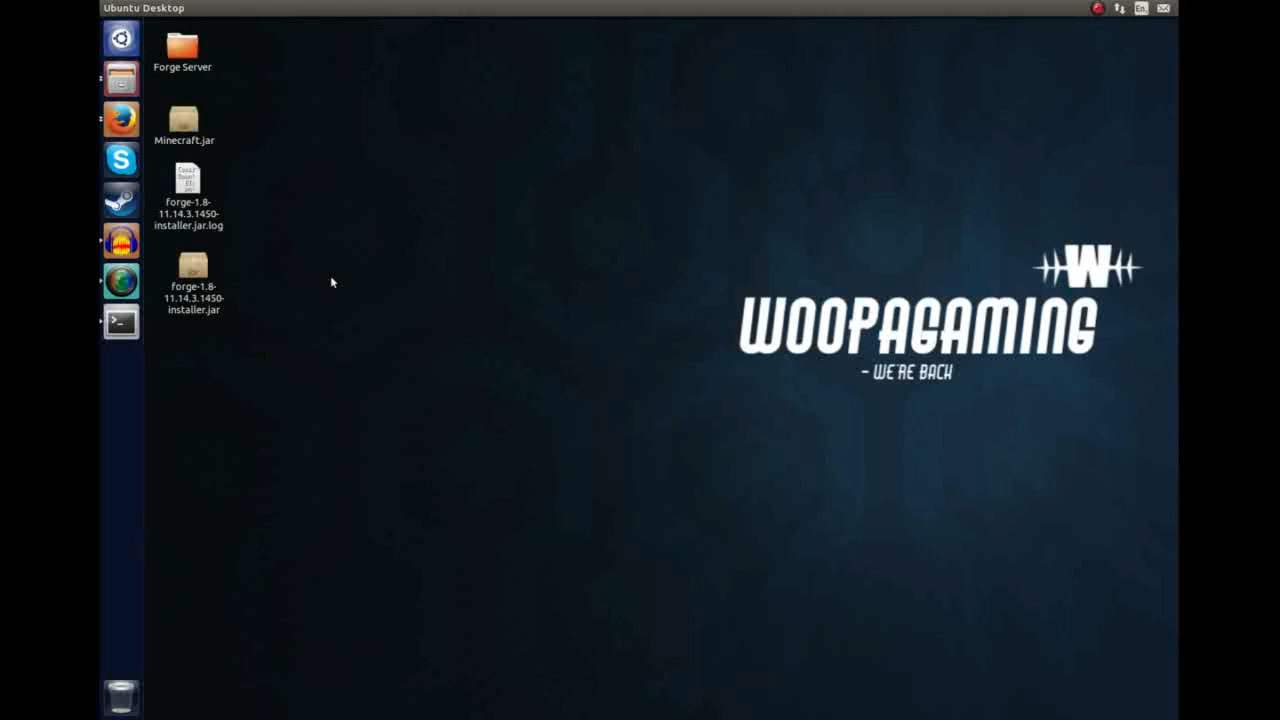 Ubuntu Desktop
En
Forge Server
Minecraft.jar
forge-1.8-
11.14.3.1450-
installer.jar.log
forge-1.8-
11.14.3.1450-
installer.jar
W
WOOPAGAMING
- WE'RE BACK